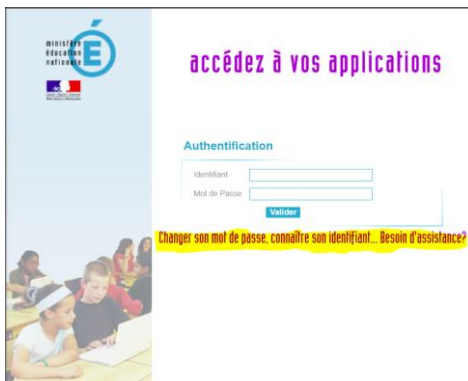 ministère
éducation
nationale
accédez à vos applications
Authentification
Identifiant
Mot de Passe
Valider
Changer son mot de passe, connaître son identifiant... Besoin d'assistance?